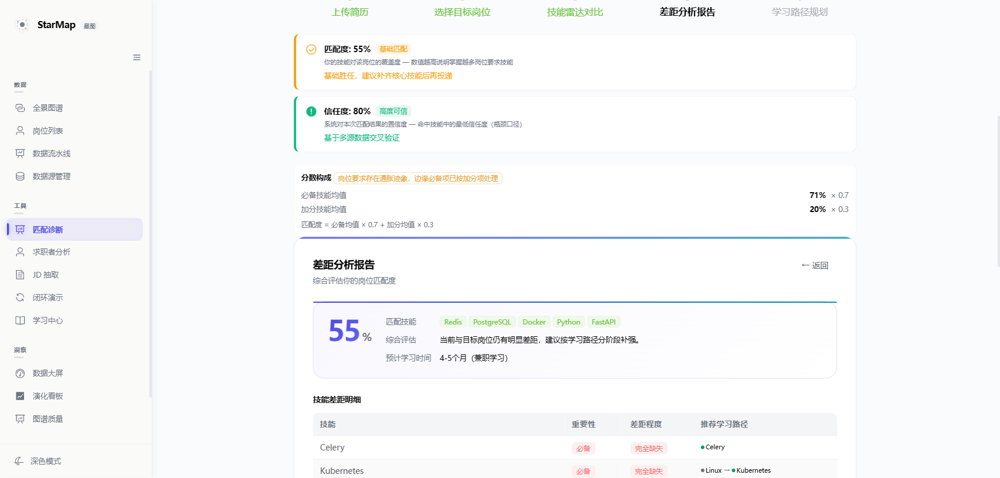 StarMap 星图
数据
全景图谱
岗位列表
数据流水线
数据源管理
工具
匹配诊断
求职者分析
JD 抽取
闭环演示
学习中心
洞察
数据大屏
演化看板
图谱质量
深色模式
上传简历 选择目标岗位 技能雷达对比 差距分析报告 学习路径规划
匹配度: 55% 基础匹配
你的技能对该岗位的覆盖度 — 数值越高说明掌握越多岗位要求技能
基础胜任，建议补齐核心技能后再投递
信任度: 80% 高度可信
系统对本次匹配结果的置信度 — 命中技能中的最低信任度（瓶颈口径）
基于多源数据交叉验证
分数构成 岗位要求存在通胀迹象，边缘必备项已按加分项处理
必备技能均值 71% × 0.7
加分技能均值 20% × 0.3
匹配度 = 必备均值 × 0.7 + 加分均值 × 0.3
差距分析报告 ← 返回
综合评估你的岗位匹配度
55 %
匹配技能 Redis PostgreSQL Docker Python FastAPI
综合评估 当前与目标岗位仍有明显差距，建议按学习路径分阶段补强。
预计学习时间 4-5个月（兼职学习）
技能差距明细
技能 重要性 差距程度 推荐学习路径
Celery 必备 完全缺失 Celery
Kubernetes 必备 完全缺失 Linux → Kubernetes